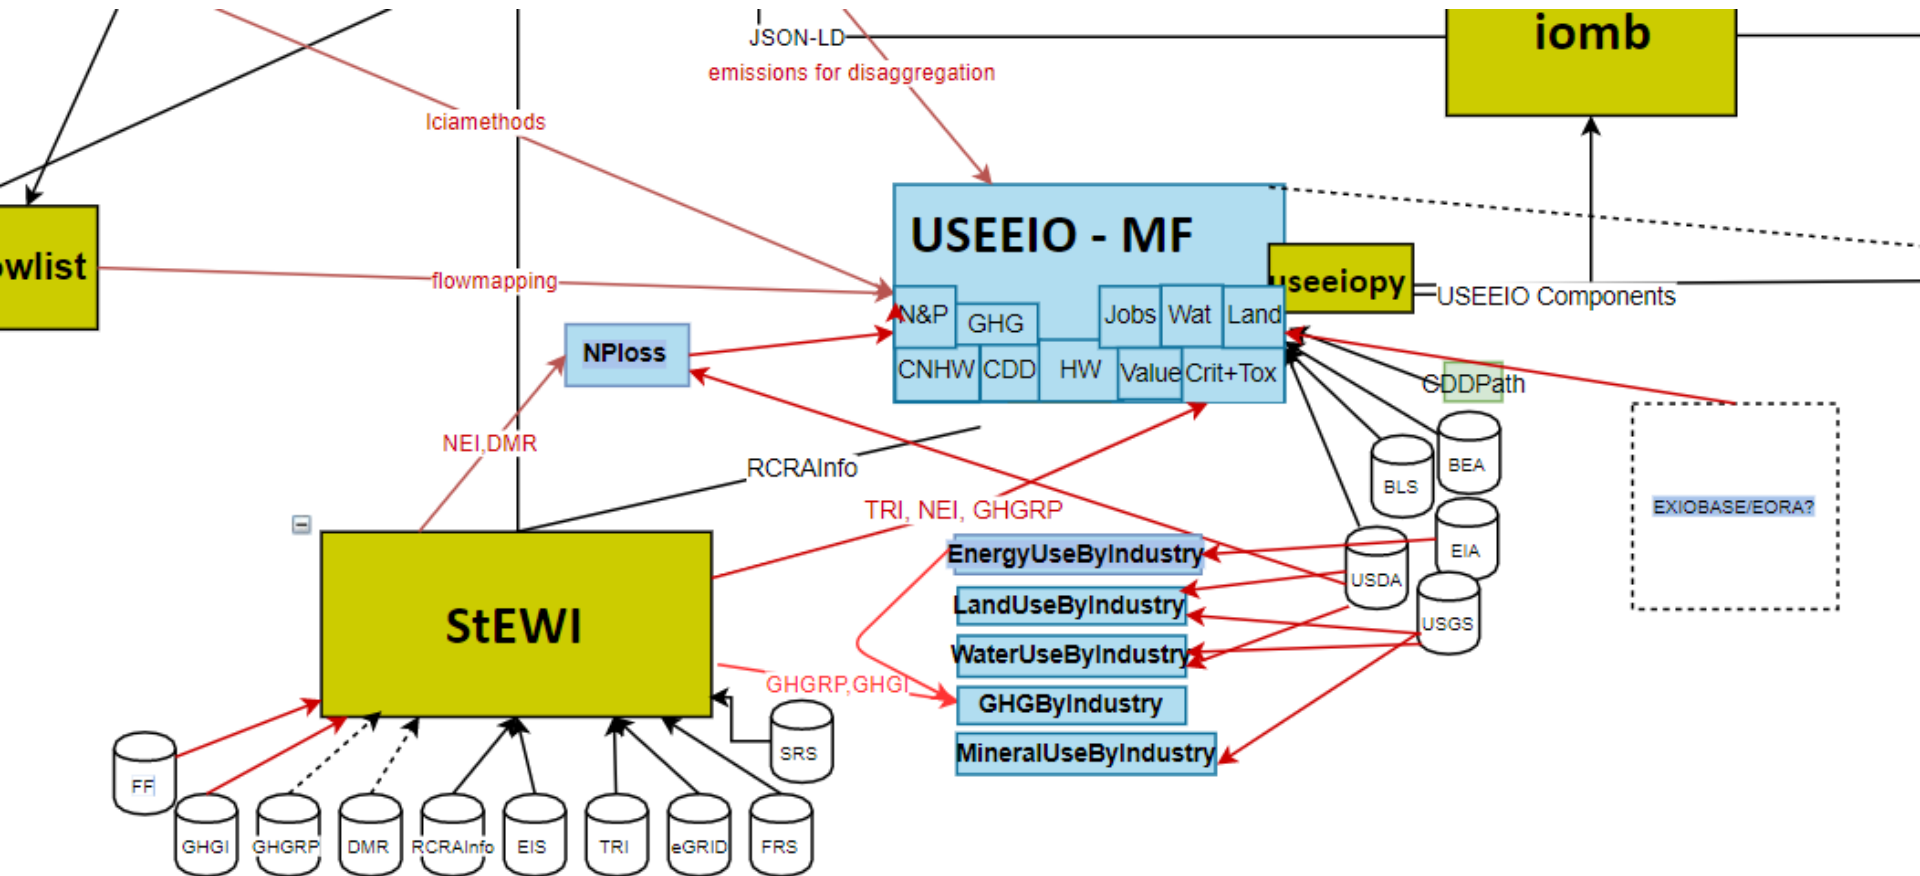 iomb
JSON-LD
emissions for disaggregation
lciamethods
owlist
flowmapping
USEEIO - MF
useeiopy
USEEIO Components
N&P
GHG
Jobs
Wat
Land
CNHW
CDD
HW
Value
Crit+Tox
NPloss
CDDPath
NEI,DMR
RCRAInfo
BEA
BLS
TRI, NEI, GHGRP
EXIOBASE/EORA?
EnergyUseByIndustry
EIA
USDA
LandUseByIndustry
USGS
StEWI
WaterUseByIndustry
GHGRP,GHGI
GHGByIndustry
MineralUseByIndustry
SRS
FF
GHGI
GHGRP
DMR
RCRAInfo
EIS
TRI
eGRID
FRS